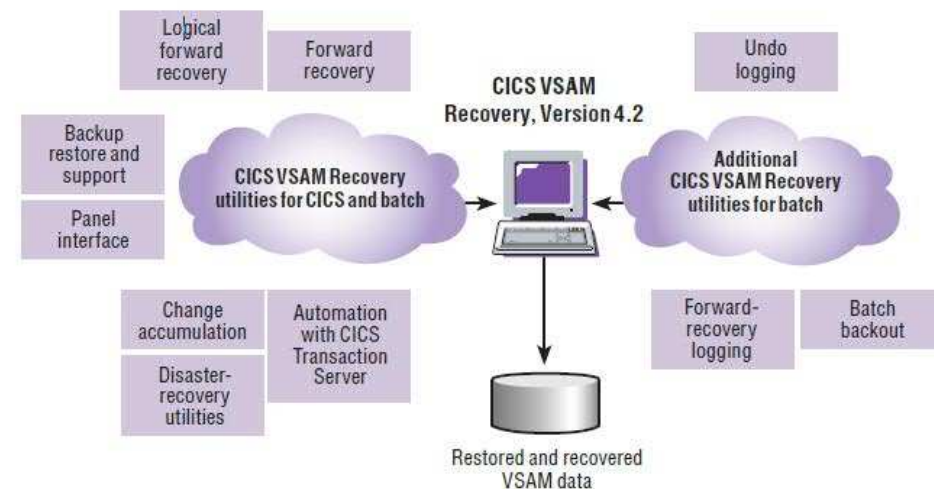 Logical
forward
recovery
Forward
recovery
Undo
logging
CICS VSAM
Recovery, Version 4.2
Backup
restore and
support
Panel
interface
CICS VSAM Recovery
utilities for CICS and batch
Additional
CICS VSAM Recovery
utilities for batch
Change
accumulation
Disaster-
recovery
utilities
Automation
with CICS
Transaction
Server
Forward-
recovery
logging
Batch
backout
Restored and recovered
VSAM data